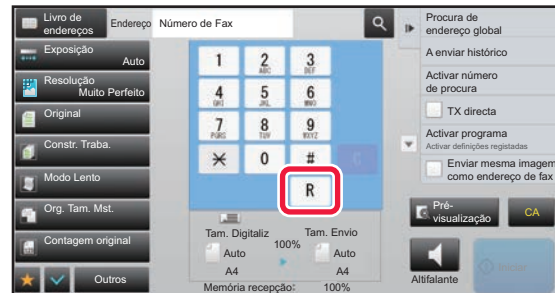 Livro de
endereços
Endereço
Número de Fax
Procura de
endereço global
Exposição
Auto
A enviar histórico
Resolução
Muito Perfeito
Activar número
de procura
Original
TX directa
Constr. Traba.
Activar programa
Activar definições registadas
Modo Lento
Enviar mesma imagem
como endereço de fax
Org. Tam. Mst.
Contagem original
Outros
1
2 ABC
3 DEF
4 GHI
5 JKL
6 MNO
7 PQRS
8 TUV
9 WXYZ
0
#
C
R
Tam. Digitaliz
100%
Tam. Envio
Auto
Auto
A4
A4
Memória recepção:
100%
Pré-
visualização
CA
Altifalante